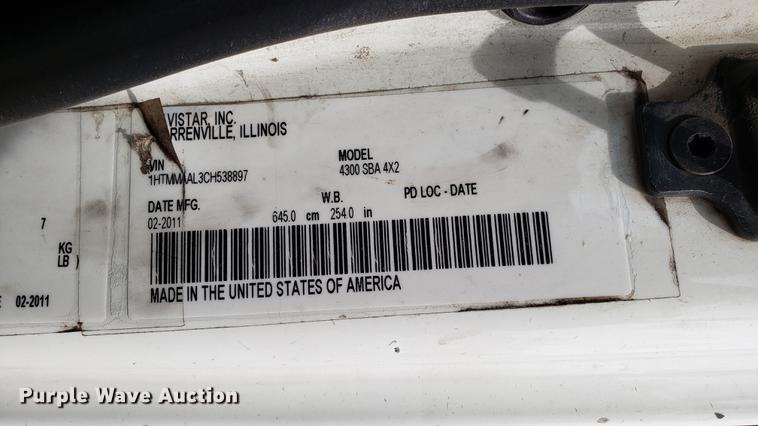 VISTAR, INC.
RRENVILLE, ILLINOIS
VIN
1HTMMAAL3CH538897
MODEL
4300 SBA 4X2
DATE MFG.
02-2011
W.B.
645.0 cm 254.0 in
PD LOC - DATE
MADE IN THE UNITED STATES OF AMERICA
7
KG
LB )
E 02-2011
Purple Wave Auction